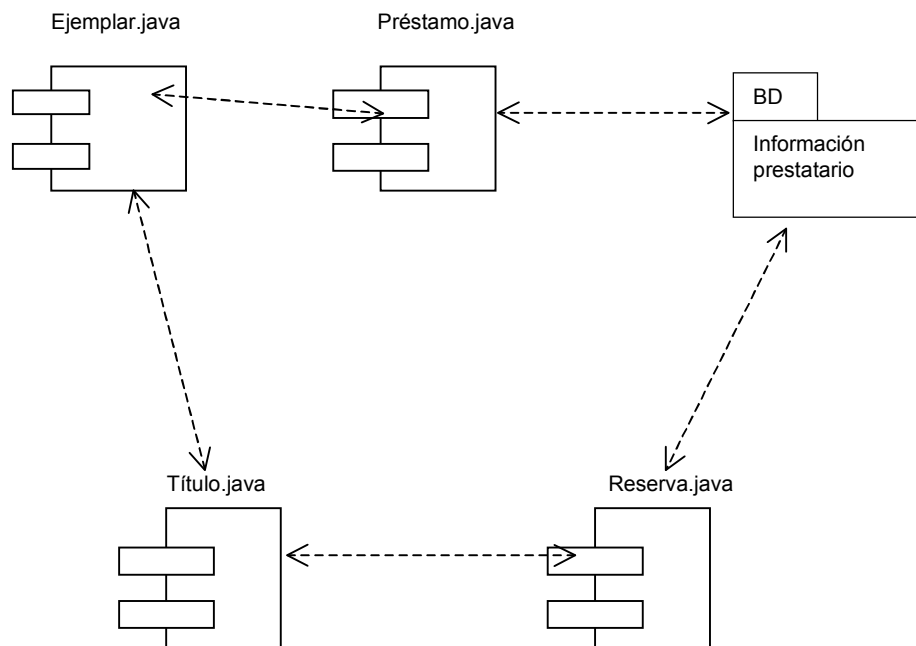 Ejemplar.java
Préstamo.java
BD
Información
prestatario
Título.java
Reserva.java